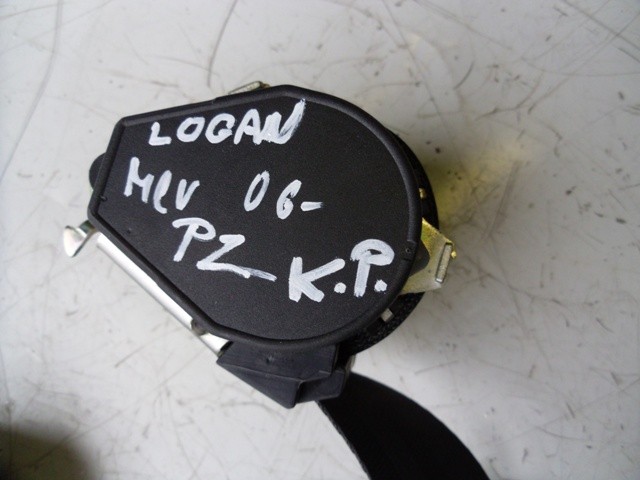 LOGAN
MCV 06-
PZ K.P.